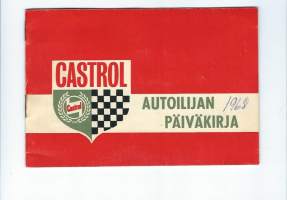 CASTROL
Castrol
AUTOILIJAN 1968
PÄIVÄKIRJA